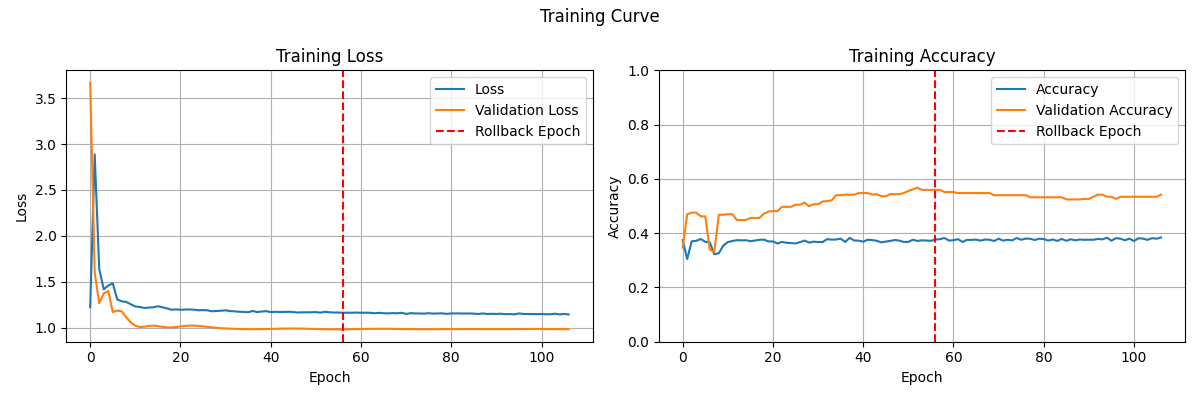 Training Curve
Training Loss
Loss
3.5
3.0
2.5
2.0
1.5
1.0
0
20
40
60
80
100
Epoch
Loss
Validation Loss
Rollback Epoch
Training Accuracy
Accuracy
1.0
0.8
0.6
0.4
0.2
0.0
0
20
40
60
80
100
Epoch
Accuracy
Validation Accuracy
Rollback Epoch